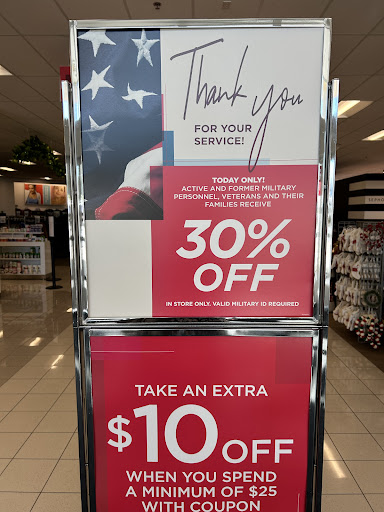 Thank you
FOR YOUR
SERVICE!
TODAY ONLY!
ACTIVE AND FORMER MILITARY
PERSONNEL, VETERANS AND THEIR
FAMILIES RECEIVE
30%
OFF
IN STORE ONLY. VALID MILITARY ID REQUIRED
TAKE AN EXTRA
$10 OFF
WHEN YOU SPEND
A MINIMUM OF $25
WITH COUPON